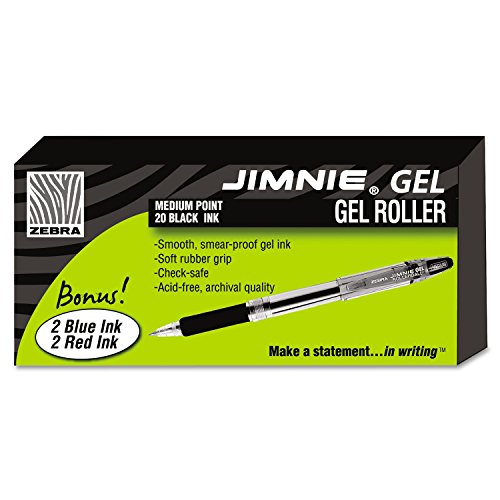 ZEBRA
JIMNIE® GEL
GEL ROLLER
MEDIUM POINT
20 BLACK INK
-Smooth, smear-proof gel ink
-Soft rubber grip
-Check-safe
-Acid-free, archival quality
Bonus!
2 Blue Ink
2 Red Ink
ZEBRA JIMNIE GEL
Make a statement...in writing™